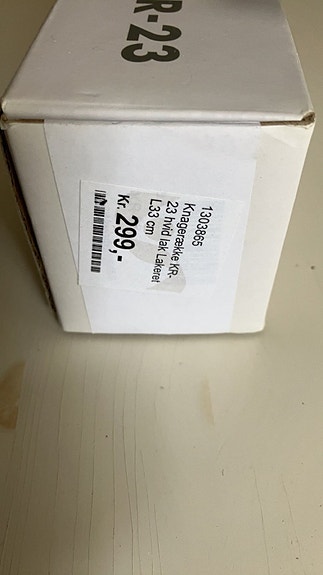 R-23
1303865
Knagerække KR-
23 hvid lak Lakeret
L33 cm
Kr. 299,-